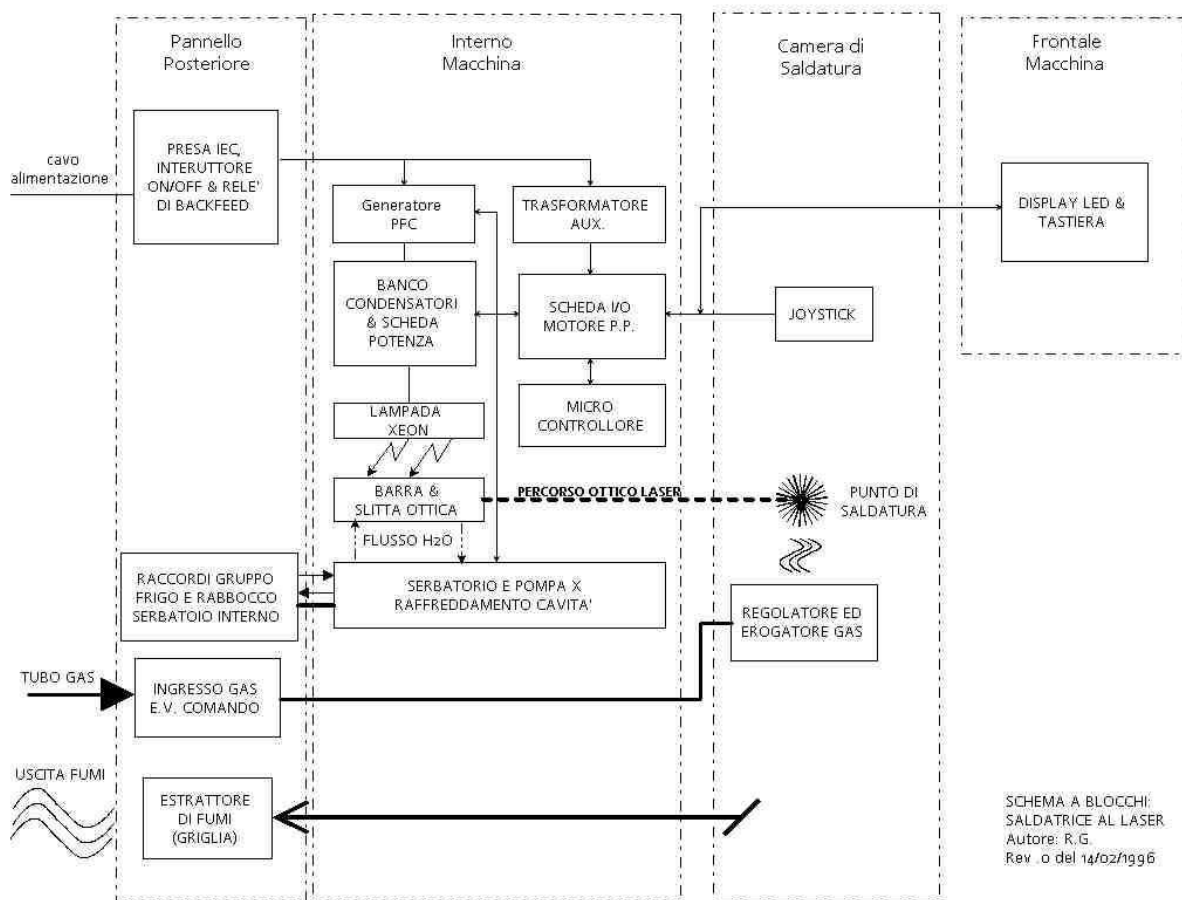 Pannello
Posteriore
Interno
Macchina
Camera di
Saldatura
Frontale
Macchina
cavo
alimentazione
PRESA IEC,
INTERUTTORE
ON/OFF & RELE'
DI BACKFEED
Generatore
PFC
TRASFORMATORE
AUX.
DISPLAY LED &
TASTIERA
BANCO
CONDENSATORI
& SCHEDA
POTENZA
SCHEDA I/O
MOTORE P.P.
JOYSTICK
LAMPADA
XEON
MICRO
CONTROLLORE
BARRA &
SLITTA OTTICA
PERCORSO OTTICO LASER
PUNTO DI
SALDATURA
FLUSSO H2O
RACCORDI GRUPPO
FRIGO E RABBOCCO
SERBATOIO INTERNO
SERBATORIO E POMPA X
RAFFREDDAMENTO CAVITA'
REGOLATORE ED
EROGATORE GAS
TUBO GAS
INGRESSO GAS
E.V. COMANDO
USCITA FUMI
ESTRATTORE
DI FUMI
(GRIGLIA)
SCHEMA A BLOCCHI:
SALDATRICE AL LASER
Autore: R.G.
Rev .0 del 14/02/1996